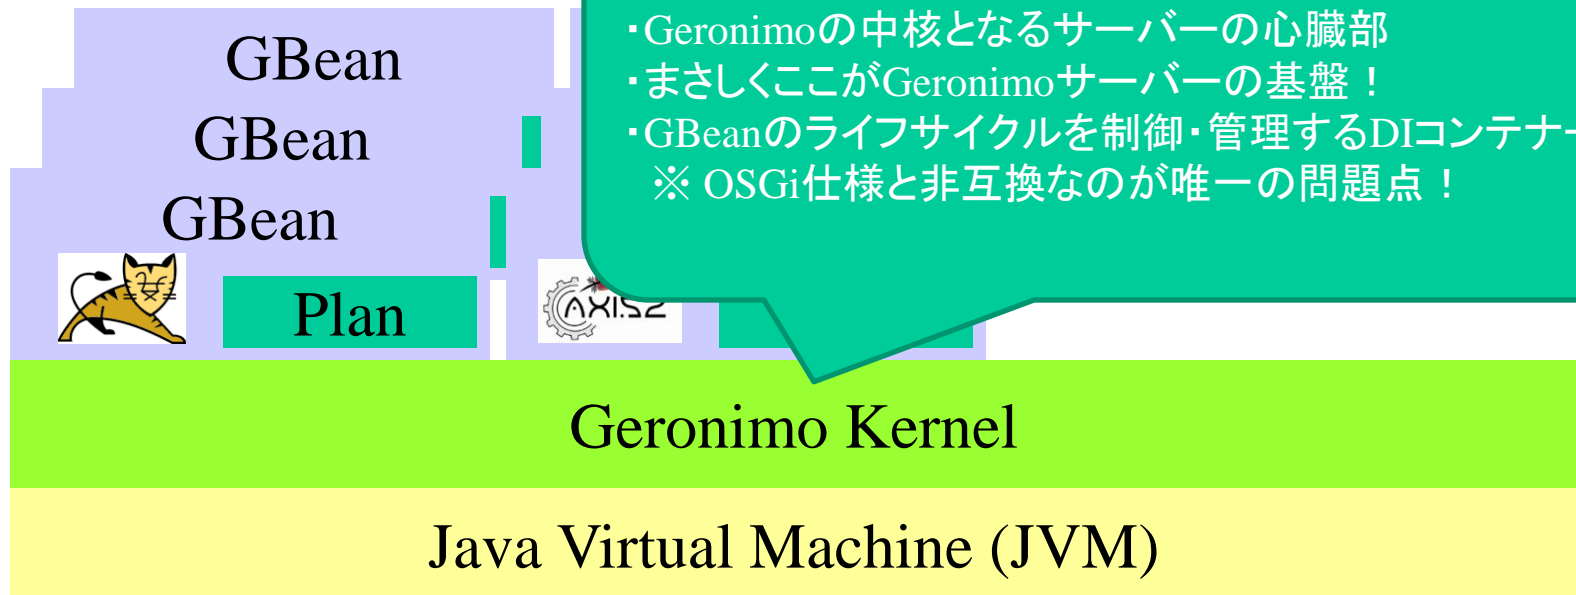 ・Geronimoの中核となるサーバーの心臓部
・まさしくここがGeronimoサーバーの基盤！
・GBeanのライフサイクルを制御・管理するDIコンテナー
※ OSGi仕様と非互換なのが唯一の問題点！
GBean
GBean
GBean
Plan
AXIS2
Geronimo Kernel
Java Virtual Machine (JVM)